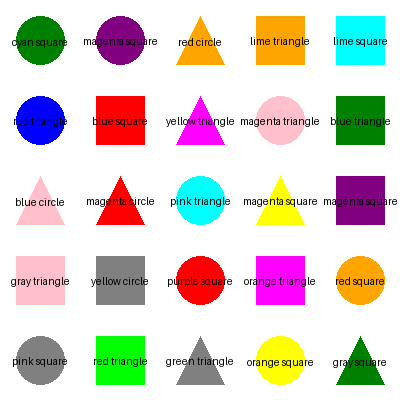 cyan square magenta square red circle lime triangle lime square
red triangle blue square yellow triangle magenta triangle blue triangle
blue circle magenta circle pink triangle magenta square magenta square
gray triangle yellow circle purple square orange triangle red square
pink square red triangle green triangle orange square gray square